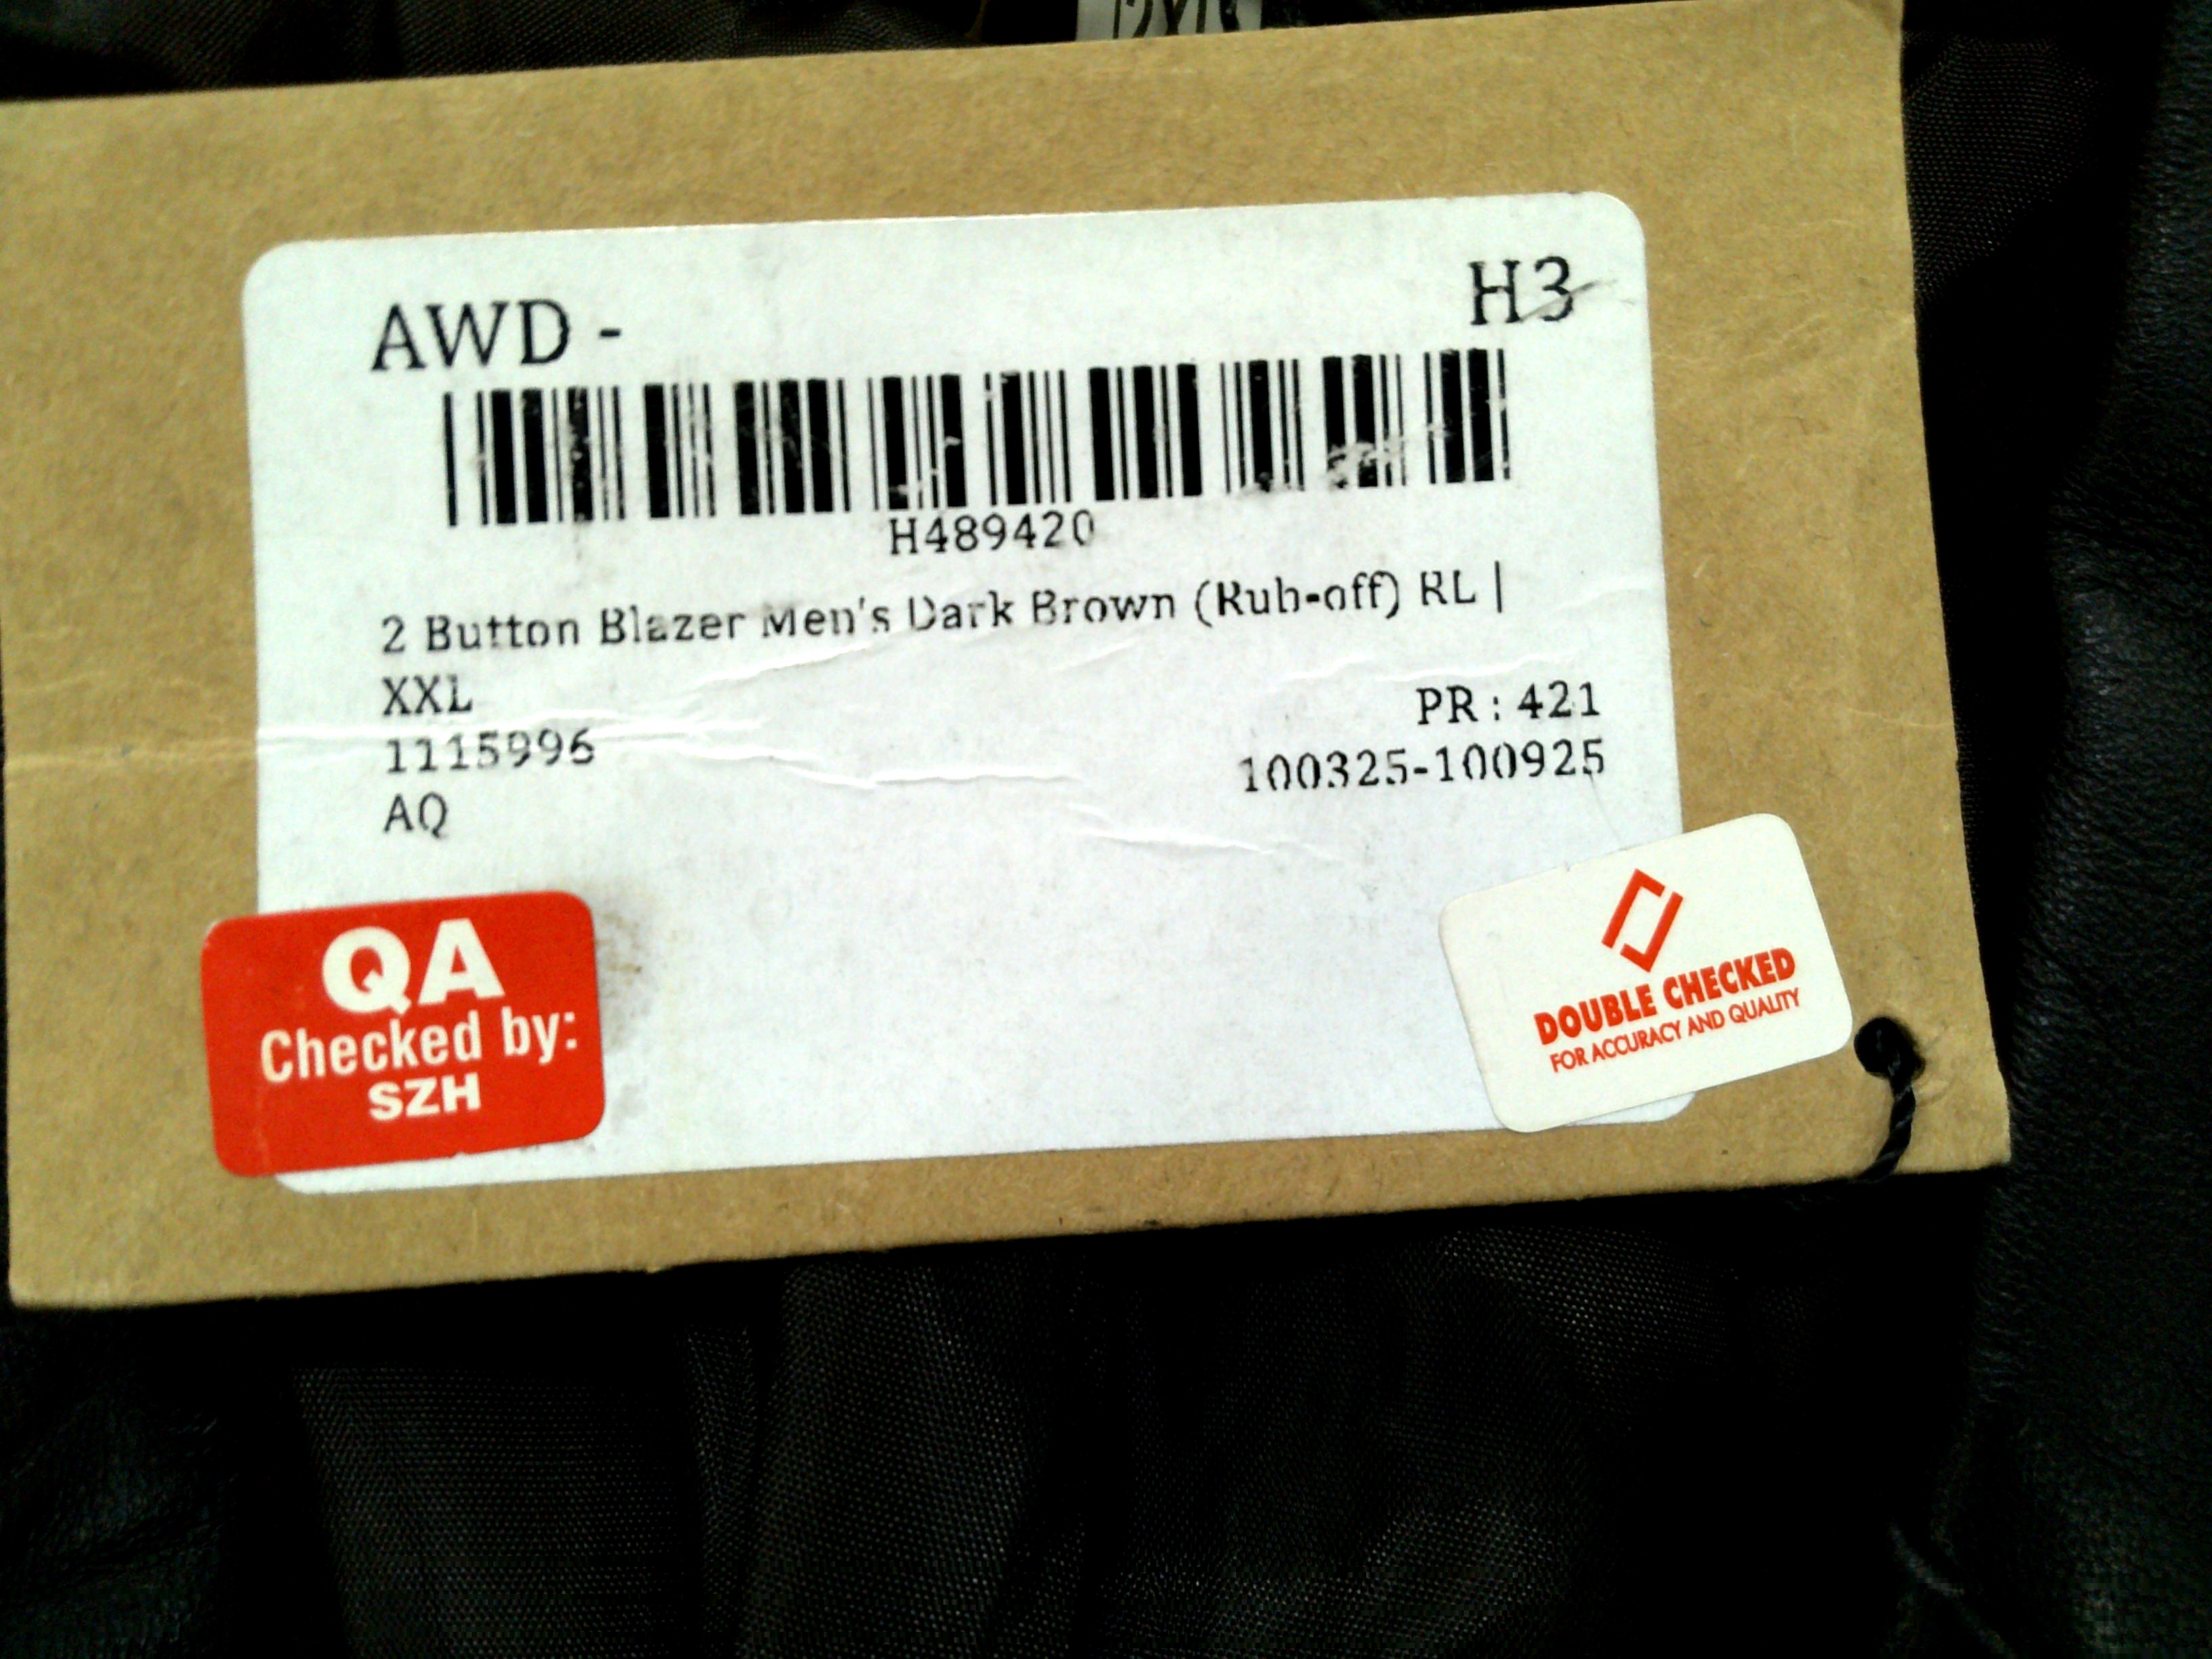 AWD - H3
H489420
2 Button Blazer Men's Dark Brown (Rub-off) RL |
XXL
PR : 421
1115996
100325-100925
AQ
QA
Checked by:
SZH
DOUBLE CHECKED
FOR ACCURACY AND QUALITY